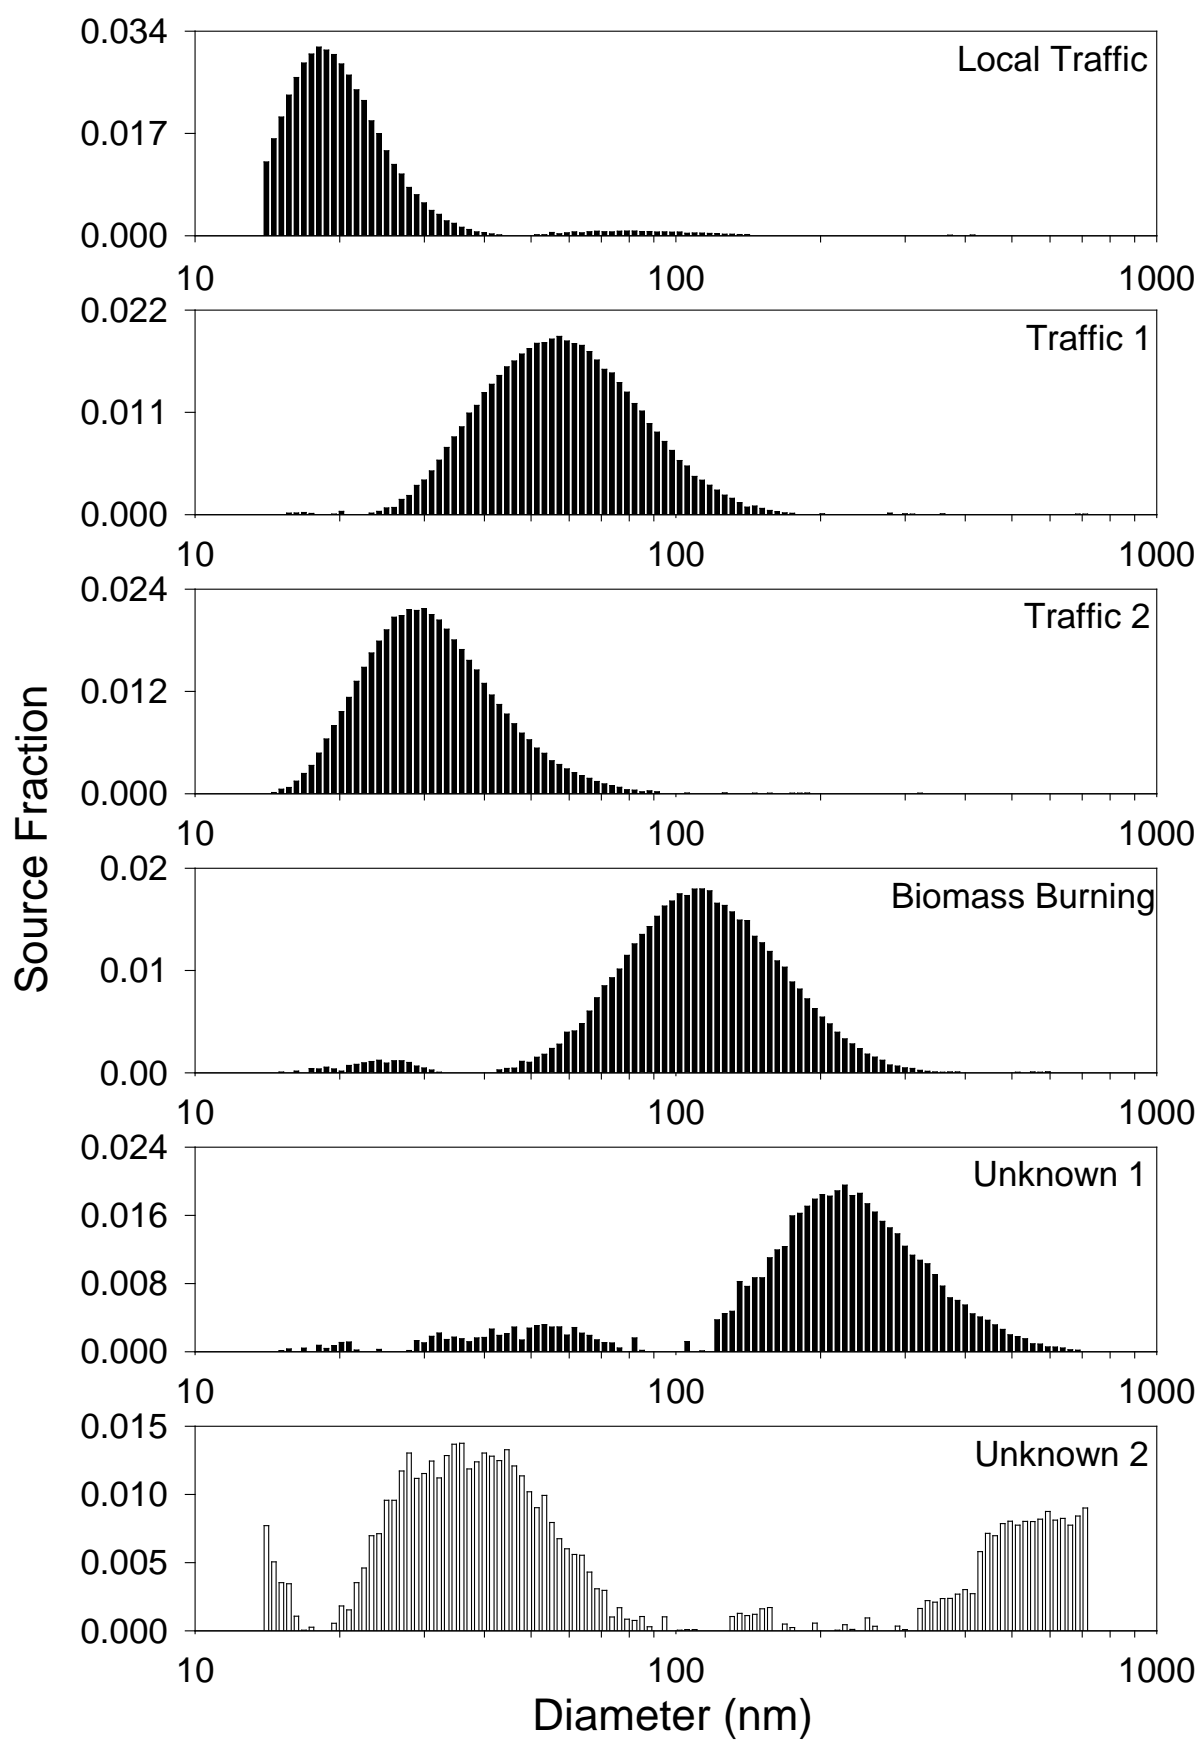 0.034
Local Traffic
0.017
0.000
10 100 1000
0.022
Traffic 1
0.011
0.000
10 100 1000
0.024
Traffic 2
0.012
0.000
10 100 1000
Source Fraction
0.02
Biomass Burning
0.01
0.00
10 100 1000
0.024
Unknown 1
0.016
0.008
0.000
10 100 1000
0.015
Unknown 2
0.010
0.005
0.000
10 100 1000
Diameter (nm)